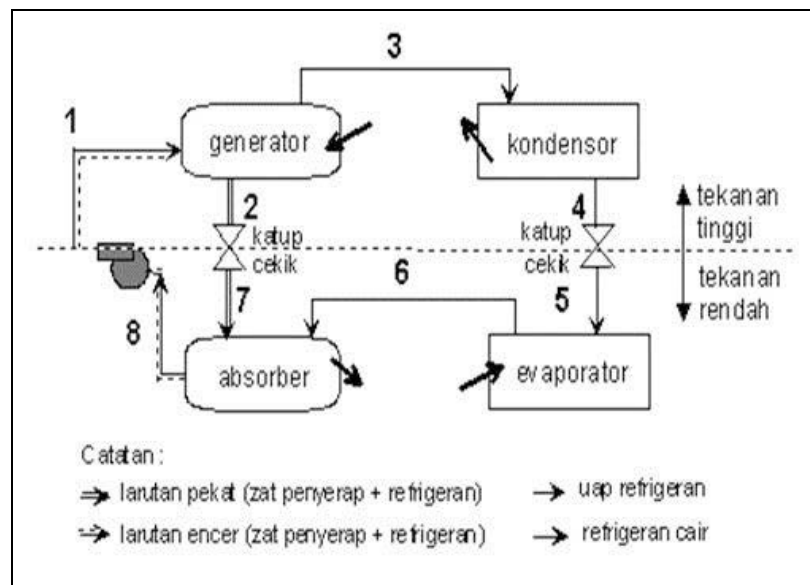 3
1
generator
kondensor
2
4
tekanan
tinggi
katup
cekik
katup
cekik
6
tekanan
rendah
7
5
8
absorber
evaporator
Catatan :
larutan pekat (zat penyerap + refrigeran)
uap refrigeran
larutan encer (zat penyerap + refrigeran)
refrigeran cair